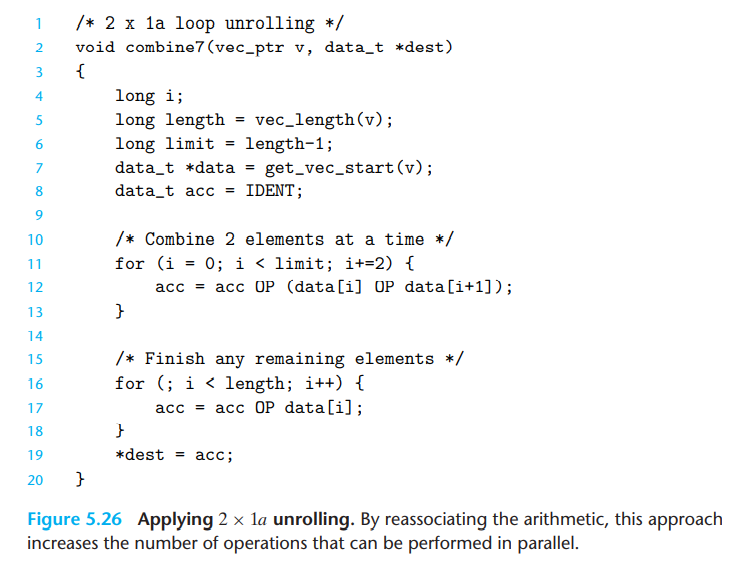 1 /* 2 x 1a loop unrolling */
2 void combine7(vec_ptr v, data_t *dest)
3 {
4     long i;
5     long length = vec_length(v);
6     long limit = length-1;
7     data_t *data = get_vec_start(v);
8     data_t acc = IDENT;
9
10     /* Combine 2 elements at a time */
11     for (i = 0; i < limit; i+=2) {
12         acc = acc OP (data[i] OP data[i+1]);
13     }
14
15     /* Finish any remaining elements */
16     for (; i < length; i++) {
17         acc = acc OP data[i];
18     }
19     *dest = acc;
20 }
Figure 5.26 Applying 2 × 1a unrolling. By reassociating the arithmetic, this approach
increases the number of operations that can be performed in parallel.